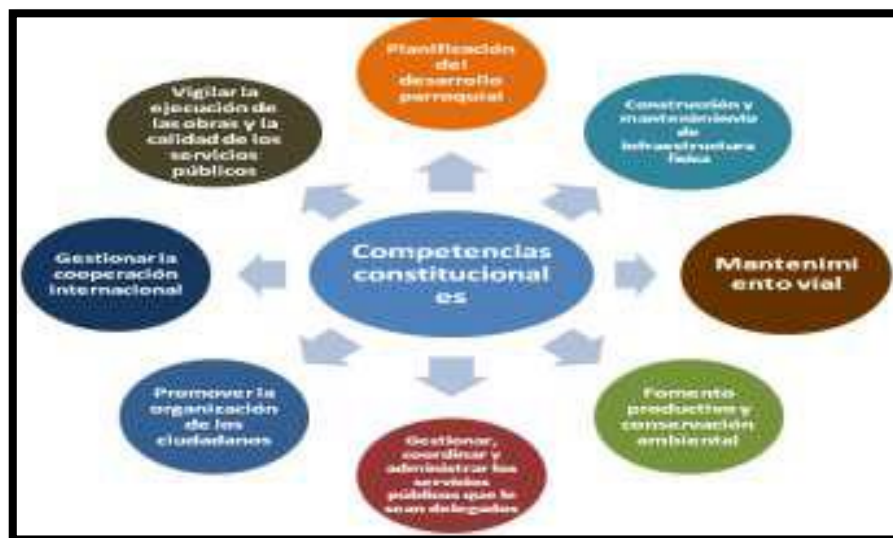 Planificación
del
desarrollo
parroquial
Construcción y
mantenimiento
de
infraestructura
física
Mantenimi
ento vial
Fomento
productivo y
conservación
ambiental
Gestionar,
coordinar y
administrar los
servicios
públicos que le
sean delegados
Promover la
organización
de los
ciudadanos
Gestionar la
cooperación
internacional
Vigilar la
ejecución de
las obras y la
calidad de los
servicios
públicos
Competencias
constitucional
es